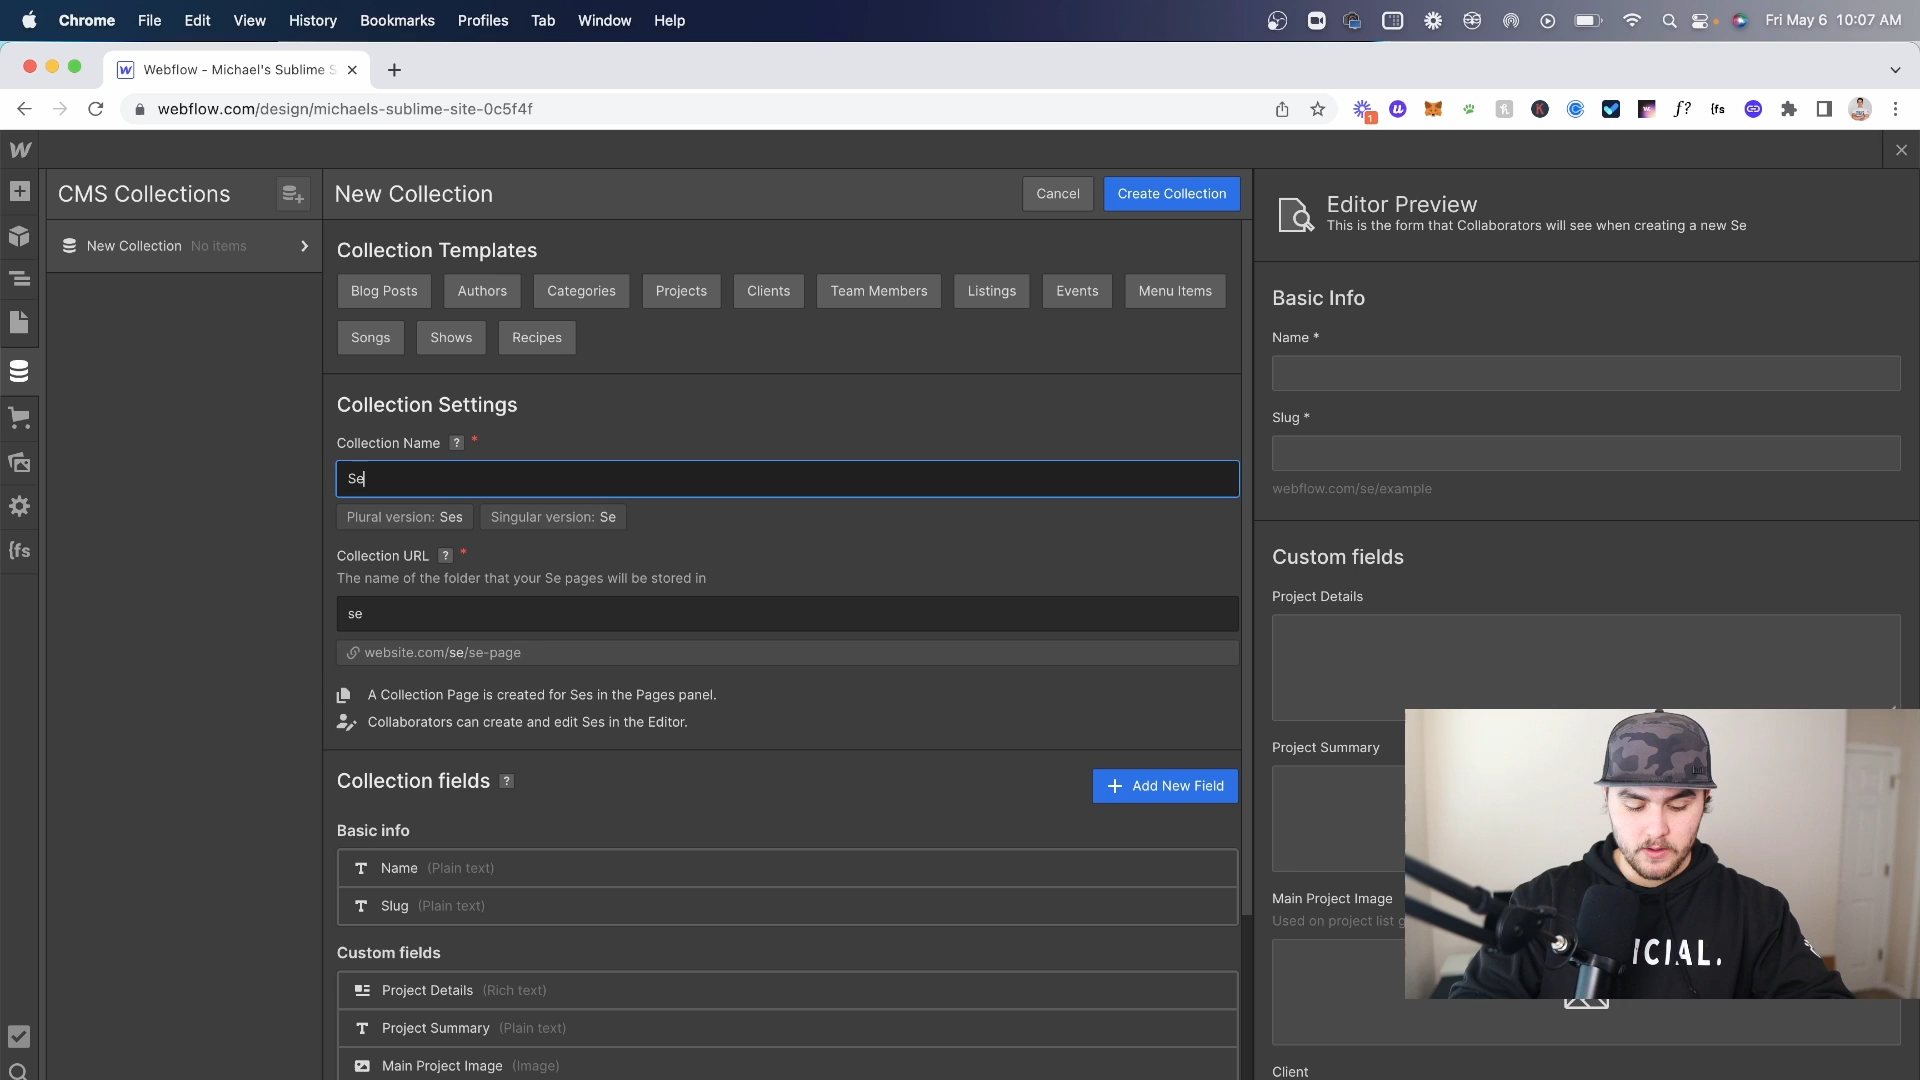 Chrome File Edit View History Bookmarks Profiles Tab Window Help Fri May 6 10:07 AM
Webflow - Michael's Sublime S
webflow.com/design/michaels-sublime-site-0c5f4f
CMS Collections
New Collection
Cancel
Create Collection
New Collection No items
Collection Templates
Blog Posts Authors Categories Projects Clients Team Members Listings Events Menu Items
Songs Shows Recipes
Collection Settings
Collection Name ? *
Se
Plural version: Ses Singular version: Se
Collection URL ? *
The name of the folder that your Se pages will be stored in
se
website.com/se/se-page
A Collection Page is created for Ses in the Pages panel.
Collaborators can create and edit Ses in the Editor.
Collection fields ?
Add New Field
Basic info
Name (Plain text)
Slug (Plain text)
Custom fields
Project Details (Rich text)
Project Summary (Plain text)
Main Project Image (Image)
Editor Preview
This is the form that Collaborators will see when creating a new Se
Basic Info
Name *
Slug *
webflow.com/se/example
Custom fields
Project Details
Project Summary
Main Project Image
Used on project list g
Client
ICIAL.
{fs
f?
{fs
1